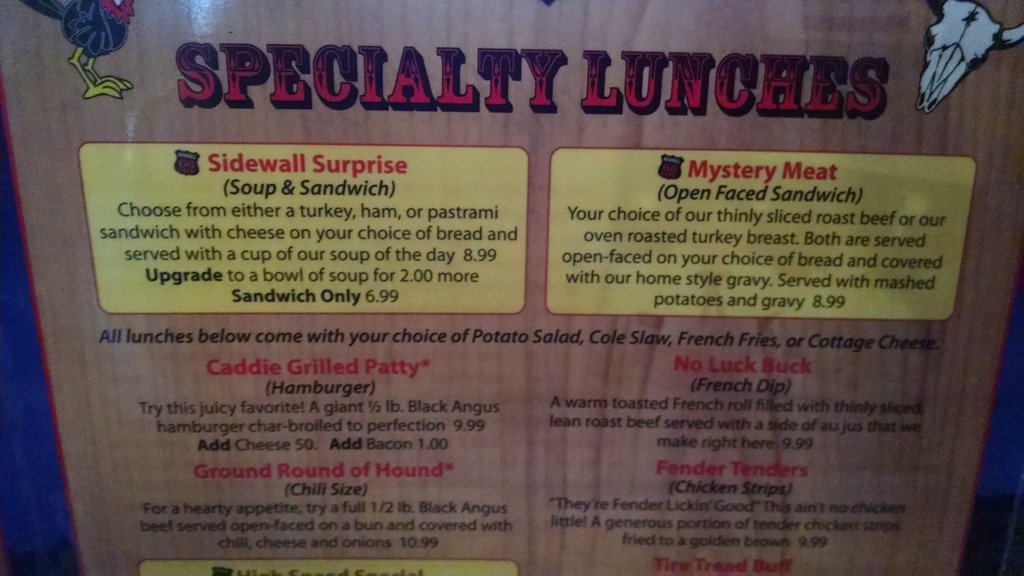 SPECIALTY LUNCHES
Sidewall Surprise
(Soup & Sandwich)
Choose from either a turkey, ham, or pastrami
sandwich with cheese on your choice of bread and
served with a cup of our soup of the day 8.99
Upgrade to a bowl of soup for 2.00 more
Sandwich Only 6.99
Mystery Meat
(Open Faced Sandwich)
Your choice of our thinly sliced roast beef or our
oven roasted turkey breast. Both are served
open-faced on your choice of bread and covered
with our home style gravy. Served with mashed
potatoes and gravy 8.99
All lunches below come with your choice of Potato Salad, Cole Slaw, French Fries, or Cottage Cheese.
Caddie Grilled Patty*
(Hamburger)
Try this juicy favorite! A giant ½ lb. Black Angus
hamburger char-broiled to perfection 9.99
Add Cheese 50. Add Bacon 1.00
Ground Round of Hound*
(Chili Size)
For a hearty appetite, try a full 1/2 lb. Black Angus
beef served open-faced on a bun and covered with
chili, cheese and onions 10.99
High Speed Special
No Luck Buck
(French Dip)
A warm toasted French roll filled with thinly sliced,
lean roast beef served with a side of au jus that we
make right here 9.99
Fender Tenders
(Chicken Strips)
"They're Fender Lickin' Good" This ain't no chicken
little! A generous portion of tender chicken strips
fried to a golden brown 9.99
Tire Tread Buff